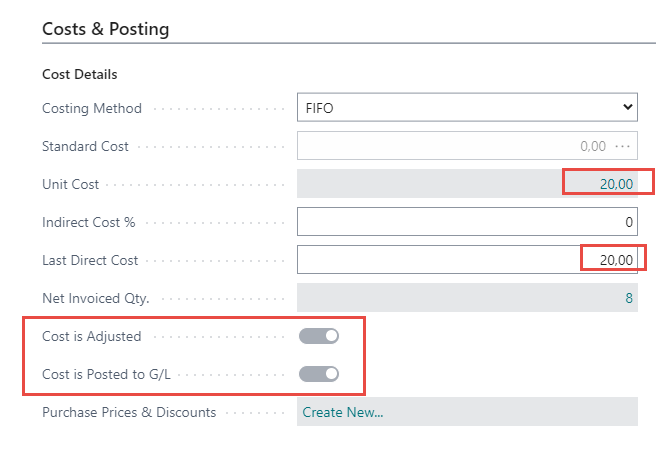 Costs & Posting
Cost Details
Costing Method FIFO
Standard Cost 0,00 ...
Unit Cost 20,00
Indirect Cost % 0
Last Direct Cost 20,00
Net Invoiced Qty. 8
Cost is Adjusted
Cost is Posted to G/L
Purchase Prices & Discounts Create New...